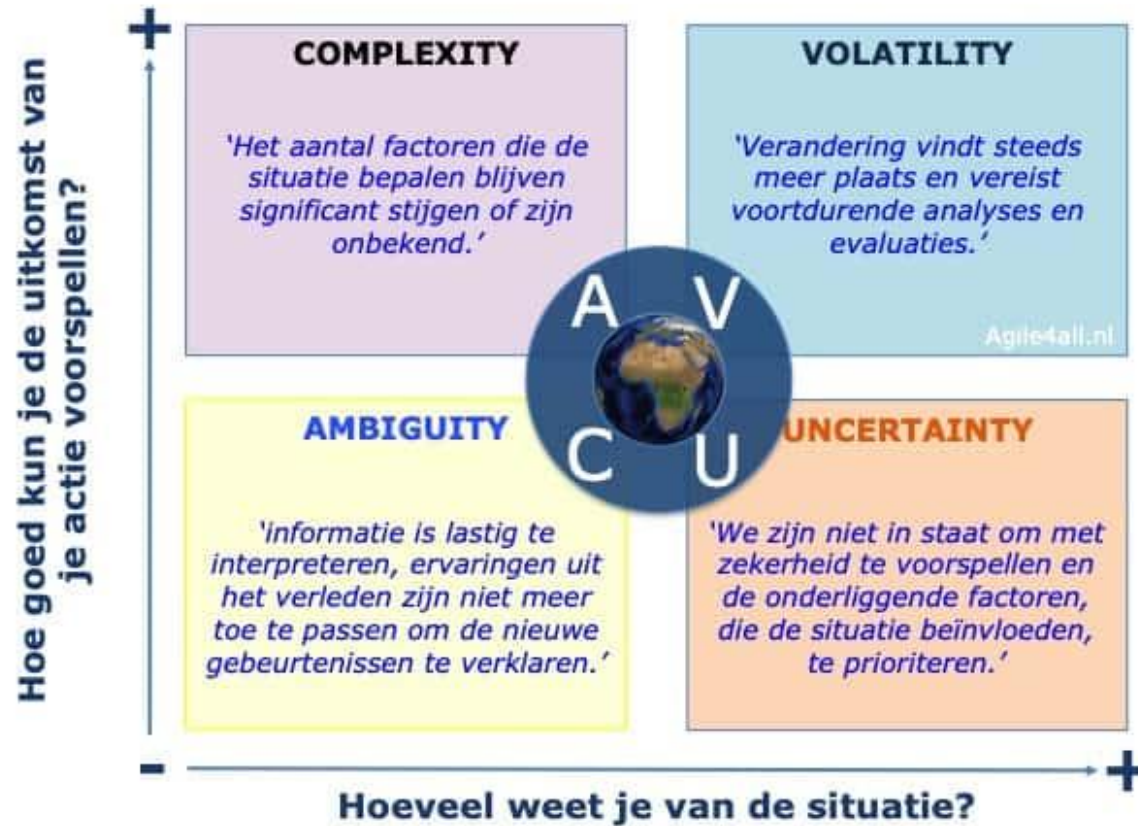 +
Hoe goed kun je de uitkomst van
je actie voorspellen?
COMPLEXITY
'Het aantal factoren die de
situatie bepalen blijven
significant stijgen of zijn
onbekend.'
VOLATILITY
'Verandering vindt steeds
meer plaats en vereist
voortdurende analyses en
evaluaties.'
Agile4all.nl
A V
C U
AMBIGUITY
'informatie is lastig te
interpreteren, ervaringen uit
het verleden zijn niet meer
toe te passen om de nieuwe
gebeurtenissen te verklaren.'
UNCERTAINTY
'We zijn niet in staat om met
zekerheid te voorspellen en
de onderliggende factoren,
die de situatie beïnvloeden,
te prioriteren.'
- +
Hoeveel weet je van de situatie?